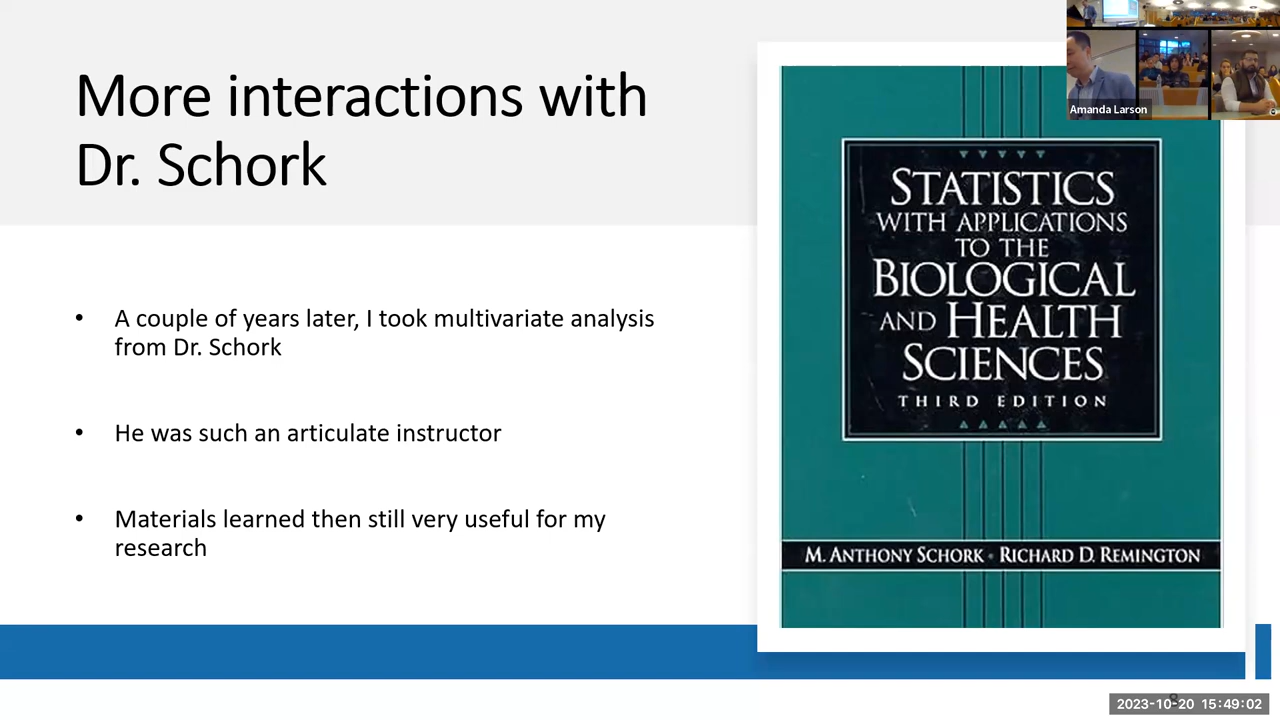 More interactions with
Dr. Schork
• A couple of years later, I took multivariate analysis
from Dr. Schork
• He was such an articulate instructor
• Materials learned then still very useful for my
research
STATISTICS
WITH APPLICATIONS
TO THE
BIOLOGICAL
AND HEALTH
SCIENCES
THIRD EDITION
M. ANTHONY SCHORK • RICHARD D. REMINGTON
Amanda Larson
2023-10-20 15:49:02